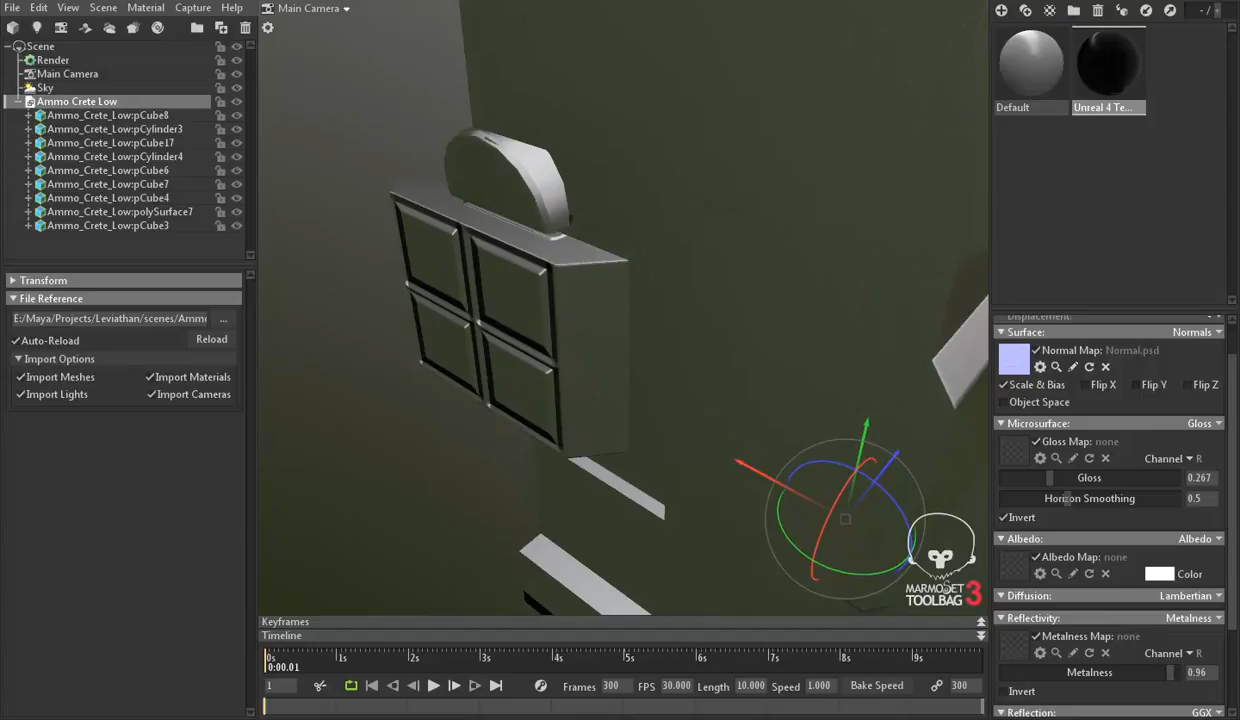 File Edit View Scene Material Capture Help
Main Camera
- /
Scene
Render
Main Camera
Sky
Ammo Crete Low
Ammo_Crete_Low:pCube8
Ammo_Crete_Low:pCylinder3
Ammo_Crete_Low:pCube17
Ammo_Crete_Low:pCylinder4
Ammo_Crete_Low:pCube6
Ammo_Crete_Low:pCube7
Ammo_Crete_Low:pCube4
Ammo_Crete_Low:polySurface7
Ammo_Crete_Low:pCube3
Transform
File Reference
E:/Maya/Projects/Leviathan/scenes/Ammo ...
Auto-Reload Reload
Import Options
Import Meshes Import Materials
Import Lights Import Cameras
MARMOSET
TOOLBAG 3
Keyframes
Timeline
0s 1s 2s 3s 4s 5s 6s 7s 8s 9s
0:00.01
1 Frames 300 FPS 30.000 Length 10.000 Speed 1.000 Bake Speed 300
Default Unreal 4 Te...
Displacement:
Surface: Normals
Normal Map: Normal.psd
Scale & Bias Flip X Flip Y Flip Z
Object Space
Microsurface: Gloss
Gloss Map: none
Channel R
Gloss 0.267
Horizon Smoothing 0.5
Invert
Albedo: Albedo
Albedo Map: none
Color
Diffusion: Lambertian
Reflectivity: Metalness
Metalness Map: none
Channel R
Metalness 0.96
Invert
Reflection: GGX